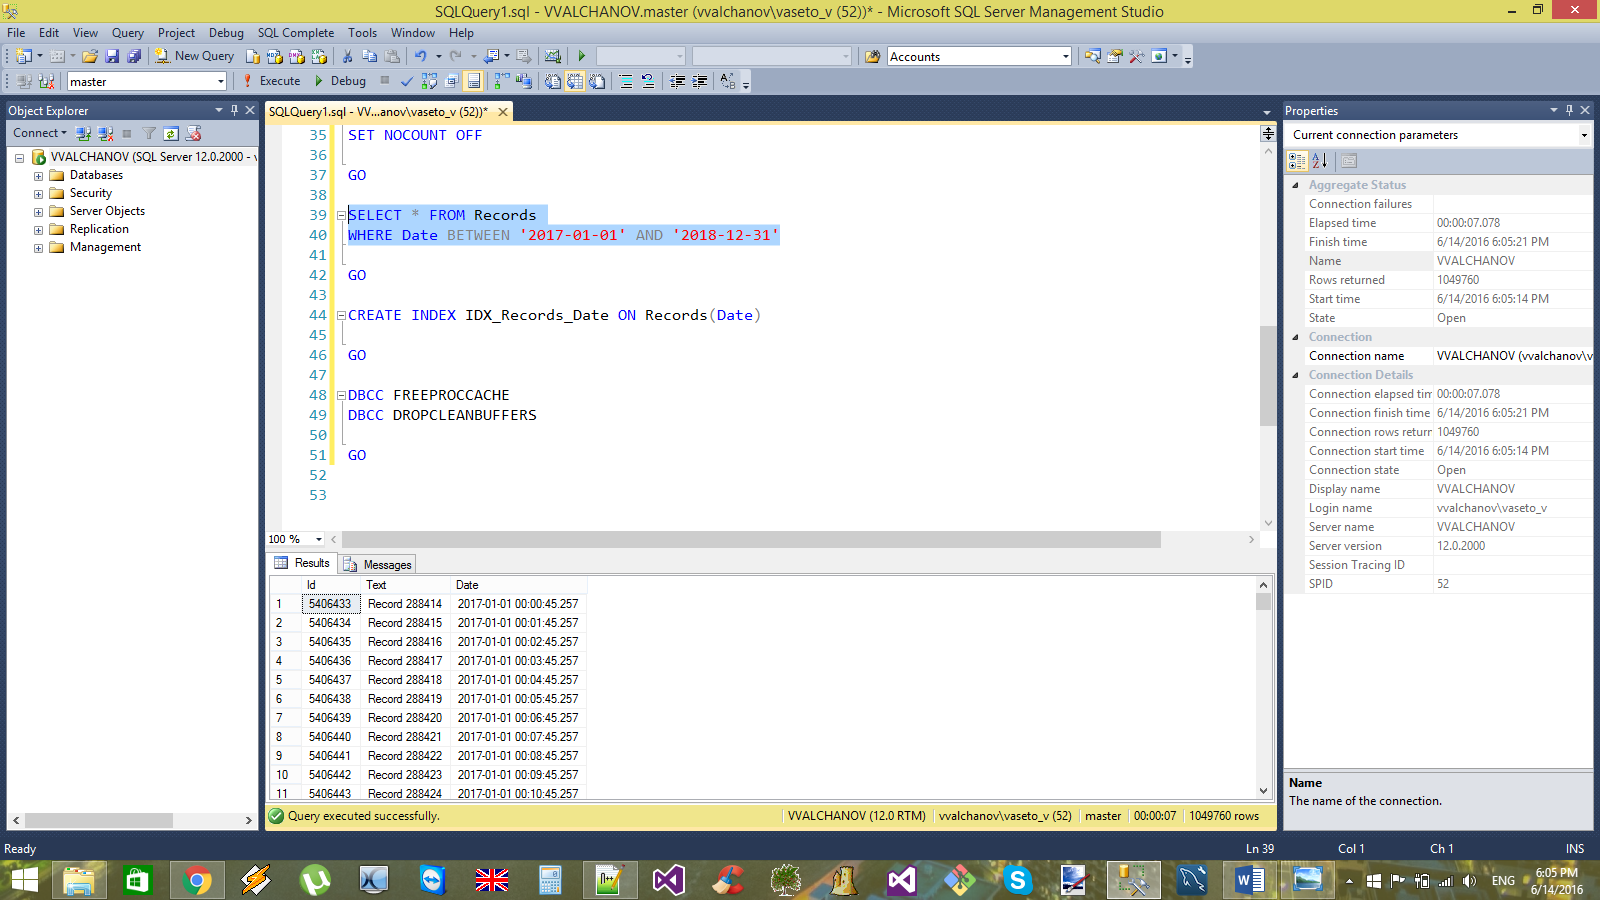 SQLQuery1.sql - VVALCHANOV.master (vvalchanov\vaseto_v (52))* - Microsoft SQL Server Management Studio
File Edit View Query Project Debug SQL Complete Tools Window Help
New Query
Accounts
master
Execute
Debug
Object Explorer
Connect
VVALCHANOV (SQL Server 12.0.2000 - v
Databases
Security
Server Objects
Replication
Management
SQLQuery1.sql - VV...anov\vaseto_v (52))*
35 SET NOCOUNT OFF
36
37 GO
38
39 SELECT * FROM Records
40 WHERE Date BETWEEN '2017-01-01' AND '2018-12-31'
41
42 GO
43
44 CREATE INDEX IDX_Records_Date ON Records(Date)
45
46 GO
47
48 DBCC FREEPROCCACHE
49 DBCC DROPCLEANBUFFERS
50
51 GO
52
53
100 %
Results Messages
Id Text Date
1 5406433 Record 288414 2017-01-01 00:00:45.257
2 5406434 Record 288415 2017-01-01 00:01:45.257
3 5406435 Record 288416 2017-01-01 00:02:45.257
4 5406436 Record 288417 2017-01-01 00:03:45.257
5 5406437 Record 288418 2017-01-01 00:04:45.257
6 5406438 Record 288419 2017-01-01 00:05:45.257
7 5406439 Record 288420 2017-01-01 00:06:45.257
8 5406440 Record 288421 2017-01-01 00:07:45.257
9 5406441 Record 288422 2017-01-01 00:08:45.257
10 5406442 Record 288423 2017-01-01 00:09:45.257
11 5406443 Record 288424 2017-01-01 00:10:45.257
Query executed successfully.
VVALCHANOV (12.0 RTM) vvalchanov\vaseto_v (52) master 00:00:07 1049760 rows
Properties
Current connection parameters
Aggregate Status
Connection failures
Elapsed time 00:00:07.078
Finish time 6/14/2016 6:05:21 PM
Name VVALCHANOV
Rows returned 1049760
Start time 6/14/2016 6:05:14 PM
State Open
Connection
Connection name VVALCHANOV (vvalchanov\v
Connection Details
Connection elapsed tim 00:00:07.078
Connection finish time 6/14/2016 6:05:21 PM
Connection rows returr 1049760
Connection start time 6/14/2016 6:05:14 PM
Connection state Open
Display name VVALCHANOV
Login name vvalchanov\vaseto_v
Server name VVALCHANOV
Server version 12.0.2000
Session Tracing ID
SPID 52
Name
The name of the connection.
Ready
Ln 39 Col 1 Ch 1 INS
ENG
6:05 PM
6/14/2016